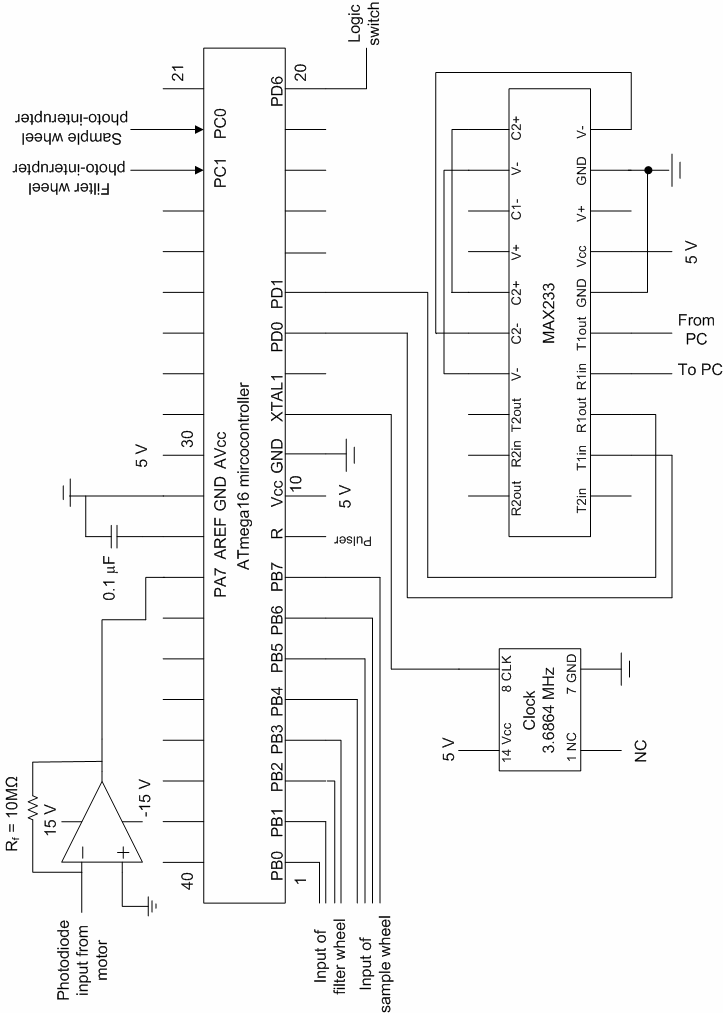 Logic
switch
21
20
PD6
PC0
PC1
Sample wheel
photo-interupter
Filter wheel
photo-interupter
PD1
PD0
XTAL1
ATmega16 mircocontroller
5 V
30
AVcc
GND
AREF
PA7
GND
Vcc
10
5 V
R
Pulser
0.1 µF
PB7
PB6
PB5
PB4
PB3
PB2
PB1
PB0
40
1
Rf = 10MΩ
15 V
-15 V
−
+
Photodiode
input from
motor
Input of
filter wheel
Input of
sample wheel
MAX233
C2+
V-
C1-
V+
C2+
C2-
V-
T2out
R2in
R2out
V-
GND
V+
Vcc
GND
T1out
R1in
R1out
T1in
T2in
5 V
From
PC
To PC
Clock
3.6864 MHz
8 CLK
7 GND
14 Vcc
1 NC
5 V
NC